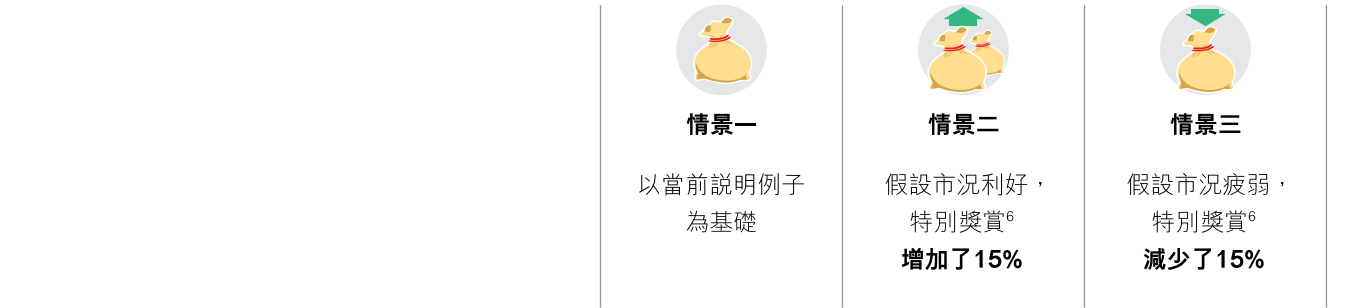 情景一
以當前説明例子
為基礎
情景二
假設市況利好，
特別獎賞6
增加了15%
情景三
假設市況疲弱，
特別獎賞6
減少了15%